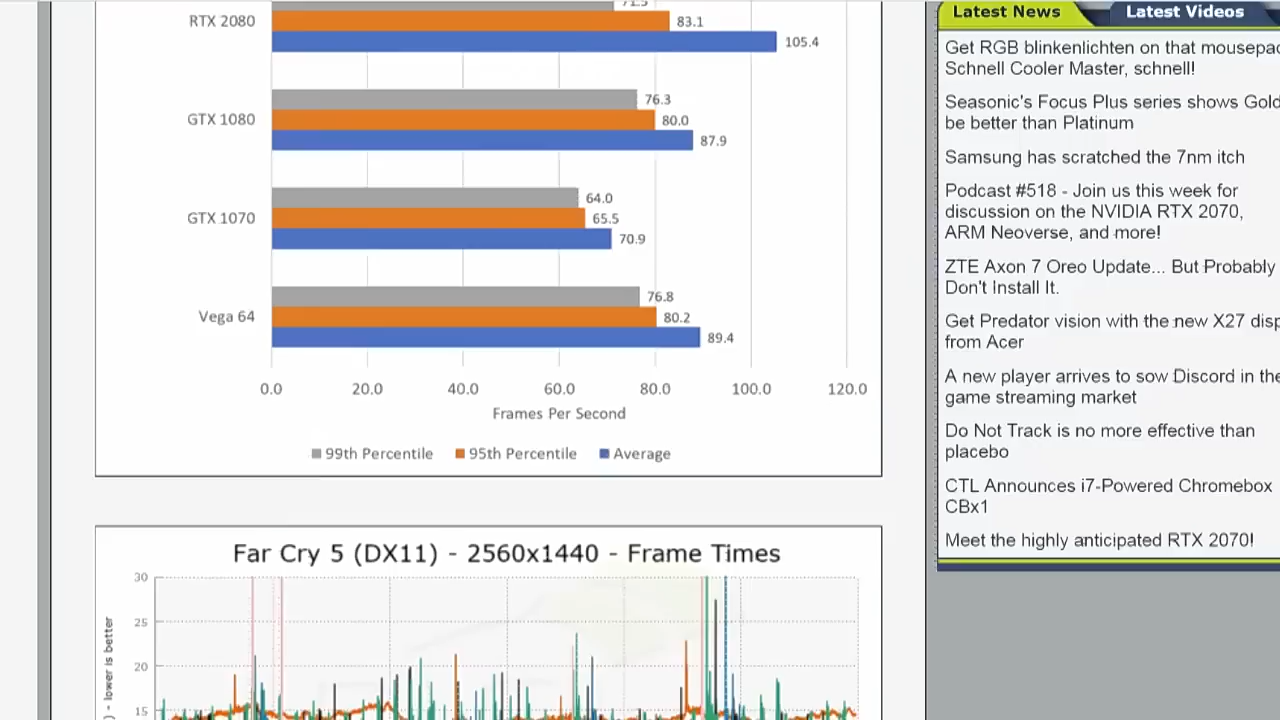 RTX 2080
83.1
105.4
GTX 1080
76.3
80.0
87.9
GTX 1070
64.0
65.5
70.9
Vega 64
76.8
80.2
89.4
0.0 20.0 40.0 60.0 80.0 100.0 120.0
Frames Per Second
99th Percentile 95th Percentile Average
Far Cry 5 (DX11) - 2560x1440 - Frame Times
30
25
20
15
) - lower is better
Latest News Latest Videos
Get RGB blinkenlichten on that mousepad
Schnell Cooler Master, schnell!
Seasonic's Focus Plus series shows Gold
be better than Platinum
Samsung has scratched the 7nm itch
Podcast #518 - Join us this week for
discussion on the NVIDIA RTX 2070,
ARM Neoverse, and more!
ZTE Axon 7 Oreo Update... But Probably
Don't Install It.
Get Predator vision with the new X27 disp
from Acer
A new player arrives to sow Discord in the
game streaming market
Do Not Track is no more effective than
placebo
CTL Announces i7-Powered Chromebox
CBx1
Meet the highly anticipated RTX 2070!